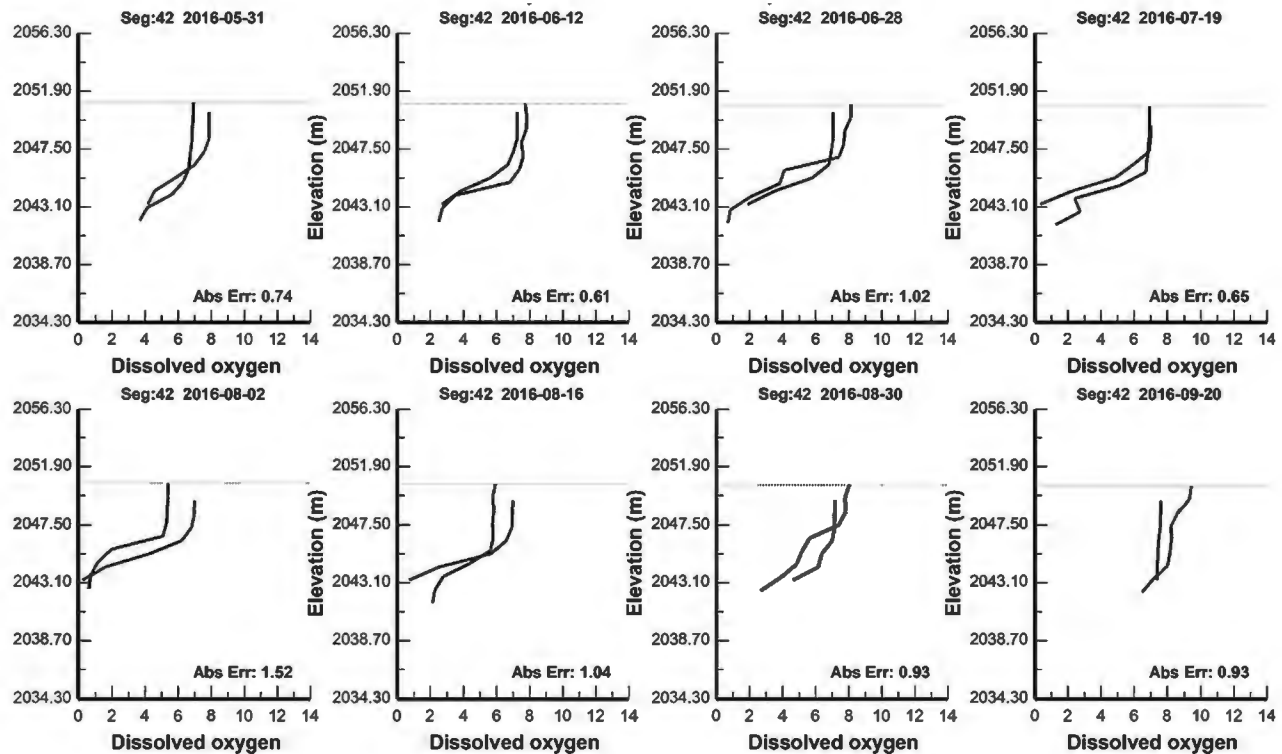 Seg:42 2016-05-31
Seg:42 2016-06-12
Seg:42 2016-06-28
Seg:42 2016-07-19
2056.30
2051.90
2047.50
2043.10
2038.70
2034.30
Abs Err: 0.74
0 2 4 6 8 10 12 14
Dissolved oxygen
Elevation (m)
2056.30
2051.90
2047.50
2043.10
2038.70
2034.30
Abs Err: 0.61
0 2 4 6 8 10 12 14
Dissolved oxygen
Elevation (m)
2056.30
2051.90
2047.50
2043.10
2038.70
2034.30
Abs Err: 1.02
0 2 4 6 8 10 12 14
Dissolved oxygen
Elevation (m)
2056.30
2051.90
2047.50
2043.10
2038.70
2034.30
Abs Err: 0.65
0 2 4 6 8 10 12 14
Dissolved oxygen
Seg:42 2016-08-02
Seg:42 2016-08-16
Seg:42 2016-08-30
Seg:42 2016-09-20
2056.30
2051.90
2047.50
2043.10
2038.70
2034.30
Abs Err: 1.52
0 2 4 6 8 10 12 14
Dissolved oxygen
Elevation (m)
2056.30
2051.90
2047.50
2043.10
2038.70
2034.30
Abs Err: 1.04
0 2 4 6 8 10 12 14
Dissolved oxygen
Elevation (m)
2056.30
2051.90
2047.50
2043.10
2038.70
2034.30
Abs Err: 0.93
0 2 4 6 8 10 12 14
Dissolved oxygen
Elevation (m)
2056.30
2051.90
2047.50
2043.10
2038.70
2034.30
Abs Err: 0.93
0 2 4 6 8 10 12 14
Dissolved oxygen